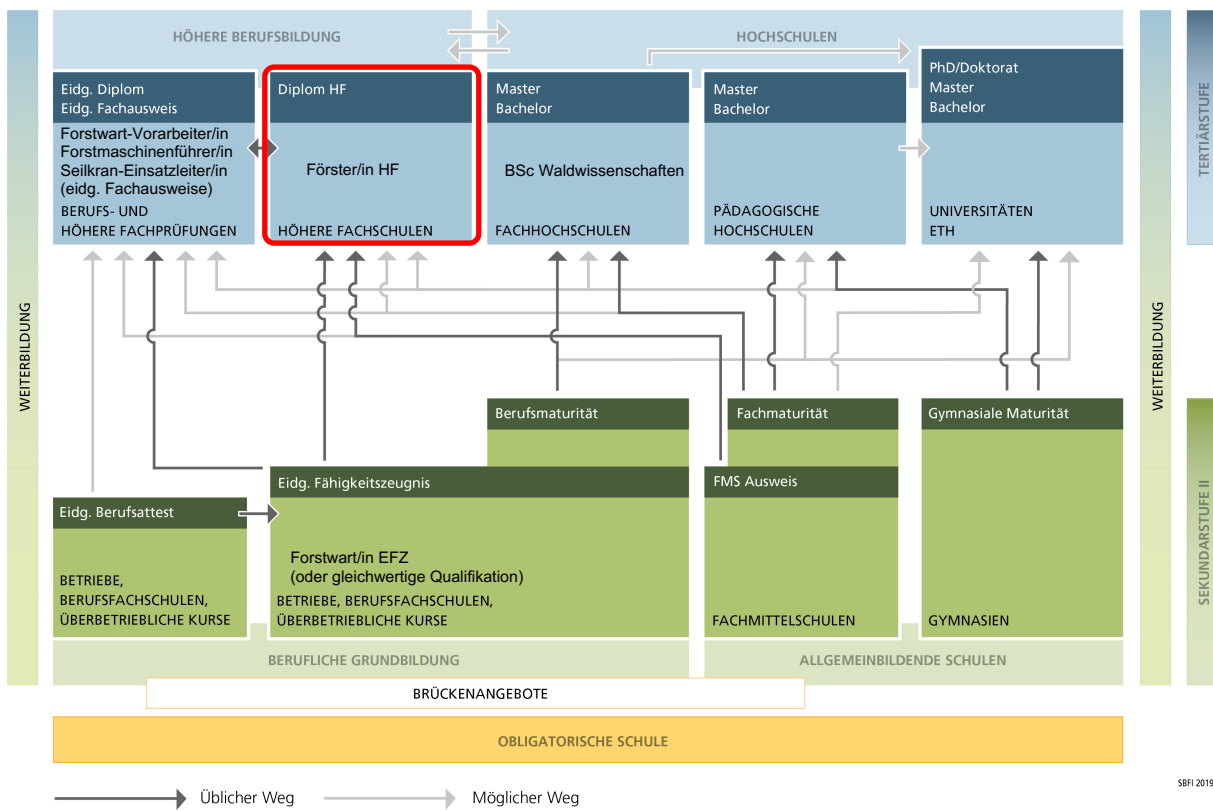 HÖHERE BERUFSBILDUNG
HOCHSCHULEN
Eidg. Diplom
Eidg. Fachausweis
Forstwart-Vorarbeiter/in
Forstmaschinenführer/in
Seilkran-Einsatzleiter/in
(eidg. Fachausweise)
BERUFS- UND
HÖHERE FACHPRÜFUNGEN
Diplom HF
Förster/in HF
HÖHERE FACHSCHULEN
Master
Bachelor
BSc Waldwissenschaften
FACHHOCHSCHULEN
Master
Bachelor
PÄDAGOGISCHE
HOCHSCHULEN
PhD/Doktorat
Master
Bachelor
UNIVERSITÄTEN
ETH
TERTIÄRSTUFE
WEITERBILDUNG
WEITERBILDUNG
Berufsmaturität
Fachmaturität
Gymnasiale Maturität
Eidg. Fähigkeitszeugnis
FMS Ausweis
Eidg. Berufsattest
Forstwart/in EFZ
(oder gleichwertige Qualifikation)
BETRIEBE,
BERUFSFACHSCHULEN,
ÜBERBETRIEBLICHE KURSE
BETRIEBE, BERUFSFACHSCHULEN,
ÜBERBETRIEBLICHE KURSE
FACHMITTELSCHULEN
GYMNASIEN
SEKUNDARSTUFE II
BERUFLICHE GRUNDBILDUNG
ALLGEMEINBILDENDE SCHULEN
BRÜCKENANGEBOTE
OBLIGATORISCHE SCHULE
SBFI 2019
Üblicher Weg
Möglicher Weg